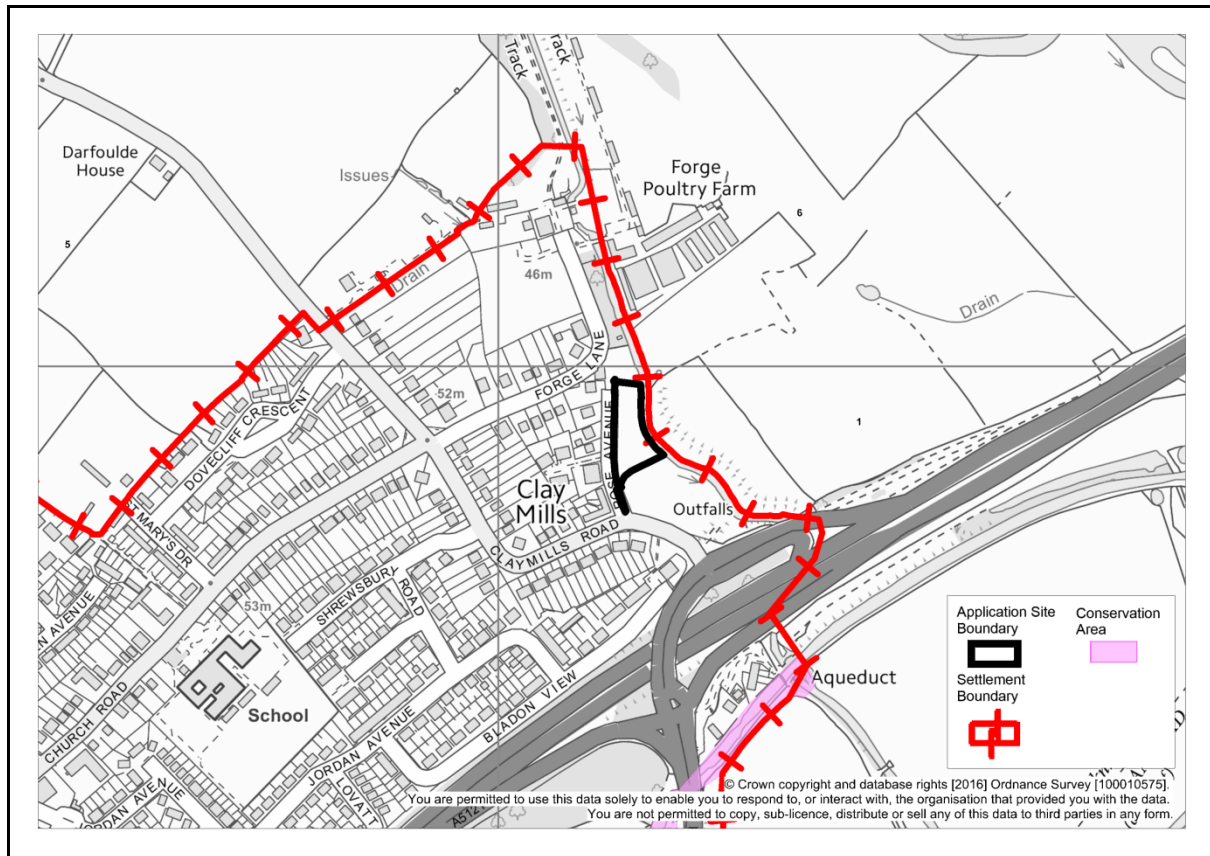 Track
Track
Darfoulde
House
Issues
Forge
Poultry Farm
5
6
46m
Drain
Drain
FORGE LANE
52m
DOVECLIFF CRESCENT
ROSE AVENUE
1
ST MARY'S DR
Clay
Mills
Outfalls
CLAYMILLS ROAD
SHREWSBURY
ROAD
53m
AVENUE
School
CHURCH ROAD
JORDAN AVENUE
BLADON VIEW
Aqueduct
LOVATT
JORDAN AVENUE
Application Site
Boundary
Conservation
Area
Settlement
Boundary
© Crown copyright and database rights [2016] Ordnance Survey [100010575].
You are permitted to use this data solely to enable you to respond to, or interact with, the organisation that provided you with the data.
You are not permitted to copy, sub-licence, distribute or sell any of this data to third parties in any form.